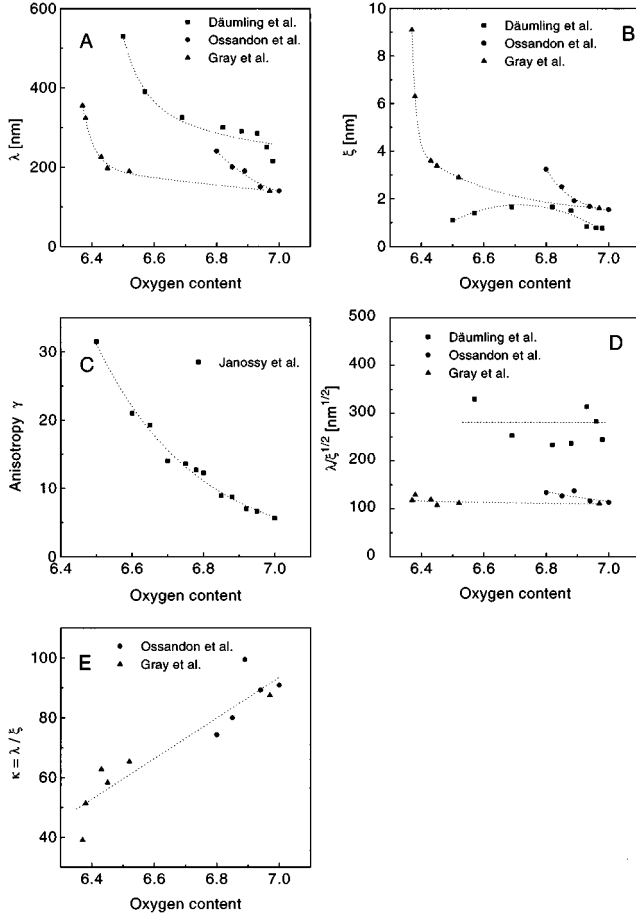 A
Däumling et al.
Ossandon et al.
Gray et al.
λ [nm]
600
400
200
0
6.4 6.6 6.8 7.0
Oxygen content
B
Däumling et al.
Ossandon et al.
Gray et al.
ξ [nm]
10
8
6
4
2
0
6.4 6.6 6.8 7.0
Oxygen content
C
Janossy et al.
Anisotropy γ
30
20
10
0
6.4 6.6 6.8 7.0
Oxygen content
D
Däumling et al.
Ossandon et al.
Gray et al.
λ/ξ^1/2 [nm^1/2]
500
400
300
200
100
0
6.4 6.6 6.8 7.0
Oxygen content
E
Ossandon et al.
Gray et al.
κ = λ / ξ
100
80
60
40
6.4 6.6 6.8 7.0
Oxygen content